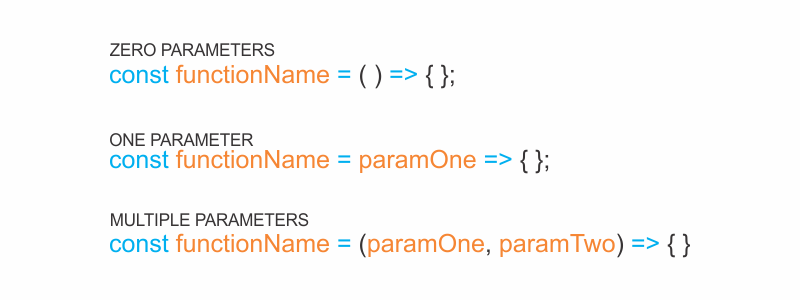 ZERO PARAMETERS
const functionName = ( ) => { };
ONE PARAMETER
const functionName = paramOne => { };
MULTIPLE PARAMETERS
const functionName = (paramOne, paramTwo) => { }